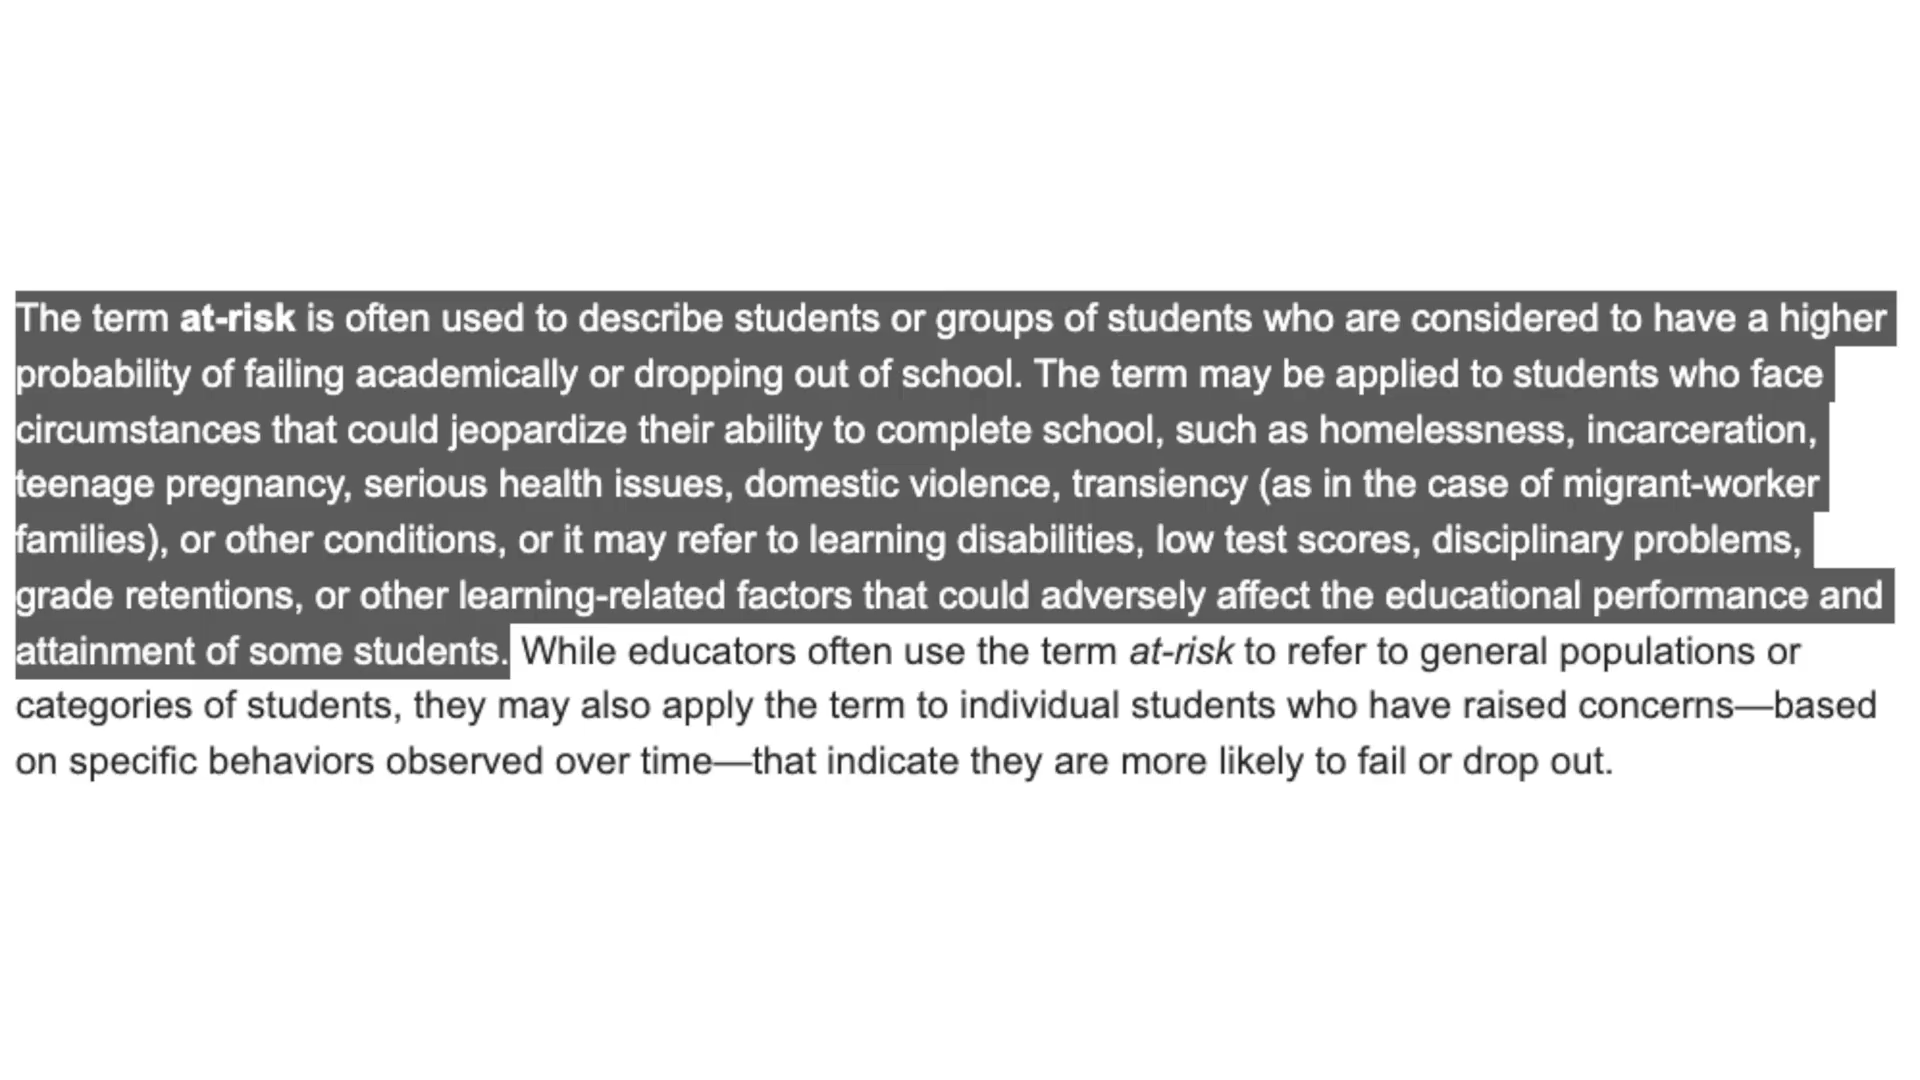 The term at-risk is often used to describe students or groups of students who are considered to have a higher
probability of failing academically or dropping out of school. The term may be applied to students who face
circumstances that could jeopardize their ability to complete school, such as homelessness, incarceration,
teenage pregnancy, serious health issues, domestic violence, transiency (as in the case of migrant-worker
families), or other conditions, or it may refer to learning disabilities, low test scores, disciplinary problems,
grade retentions, or other learning-related factors that could adversely affect the educational performance and
attainment of some students. While educators often use the term at-risk to refer to general populations or
categories of students, they may also apply the term to individual students who have raised concerns—based
on specific behaviors observed over time—that indicate they are more likely to fail or drop out.